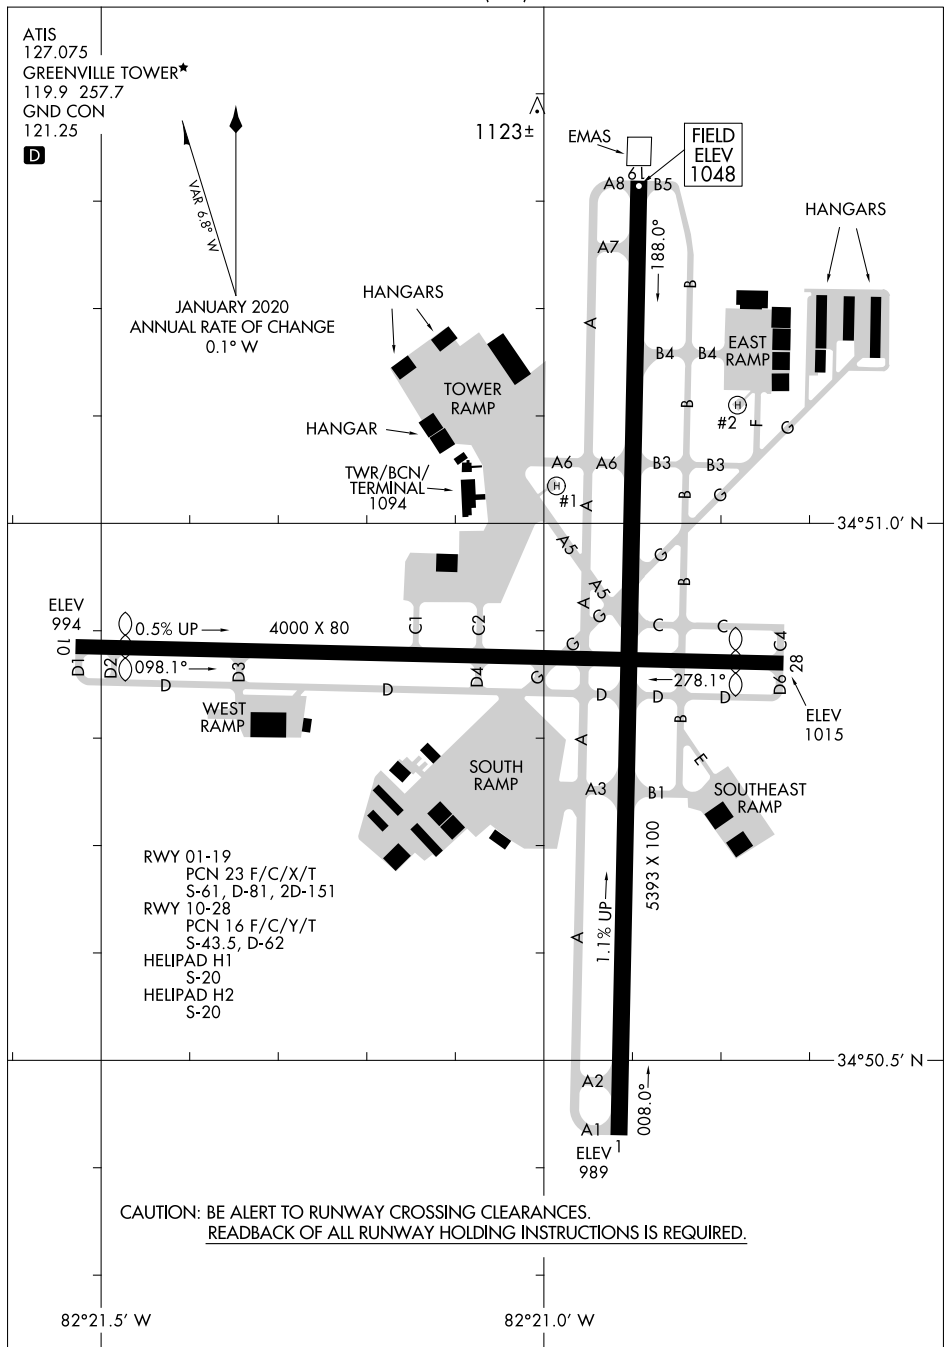 ATIS
127.075
GREENVILLE TOWER★
119.9 257.7
GND CON
121.25
D
VAR 6.8° W
JANUARY 2020
ANNUAL RATE OF CHANGE
0.1° W
1123±
EMAS
FIELD
ELEV
1048
A8
19
B5
HANGARS
A7
188.0°
B
HANGARS
A
EAST
RAMP
B4
B4
TOWER
RAMP
B
#2
H
F
G
HANGAR
A6
A6
B3
B3
TWR/BCN/
TERMINAL
1094
H
#1
A
B
G
34°51.0' N
A5
G
A5
B
A
G
ELEV
994
0.5% UP
4000 X 80
C1
C2
G
C
C
C4
10
D1
D2
098.1°
D3
D4
G
28
D
D
D
278.1°
D
D
D6
WEST
RAMP
B
ELEV
1015
A
E
SOUTH
RAMP
A3
B1
SOUTHEAST
RAMP
5393 X 100
RWY 01-19
PCN 23 F/C/X/T
S-61, D-81, 2D-151
RWY 10-28
PCN 16 F/C/Y/T
S-43.5, D-62
HELIPAD H1
S-20
HELIPAD H2
S-20
A
1.1% UP
34°50.5' N
A2
008.0°
A1
1
ELEV
989
CAUTION: BE ALERT TO RUNWAY CROSSING CLEARANCES.
READBACK OF ALL RUNWAY HOLDING INSTRUCTIONS IS REQUIRED.
82°21.5' W
82°21.0' W